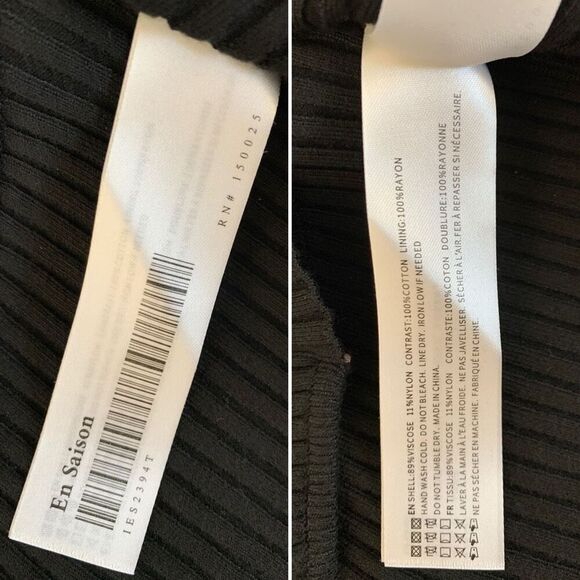 En Saison
IES2394T
RN# 150025
EN SHELL:89%VISCOSE 11%NYLON CONTRAST:100%COTTON LINING:100%RAYON
HAND WASH COLD. DO NOT BLEACH. LINE DRY. IRON LOW IF NEEDED
DO NOT TUMBLE DRY. MADE IN CHINA.
FR TISSU:89%VISCOSE 11%NYLON CONTRASTE:100%COTON DOUBLURE:100%RAYONNE
LAVER À LA MAIN À L'EAU FROIDE. NE PAS JAVELLISER. SÉCHER À L'AIR.FER À REPASSER SI NÉCESSAIRE.
NE PAS SÉCHER EN MACHINE. FABRIQUÉ EN CHINE.